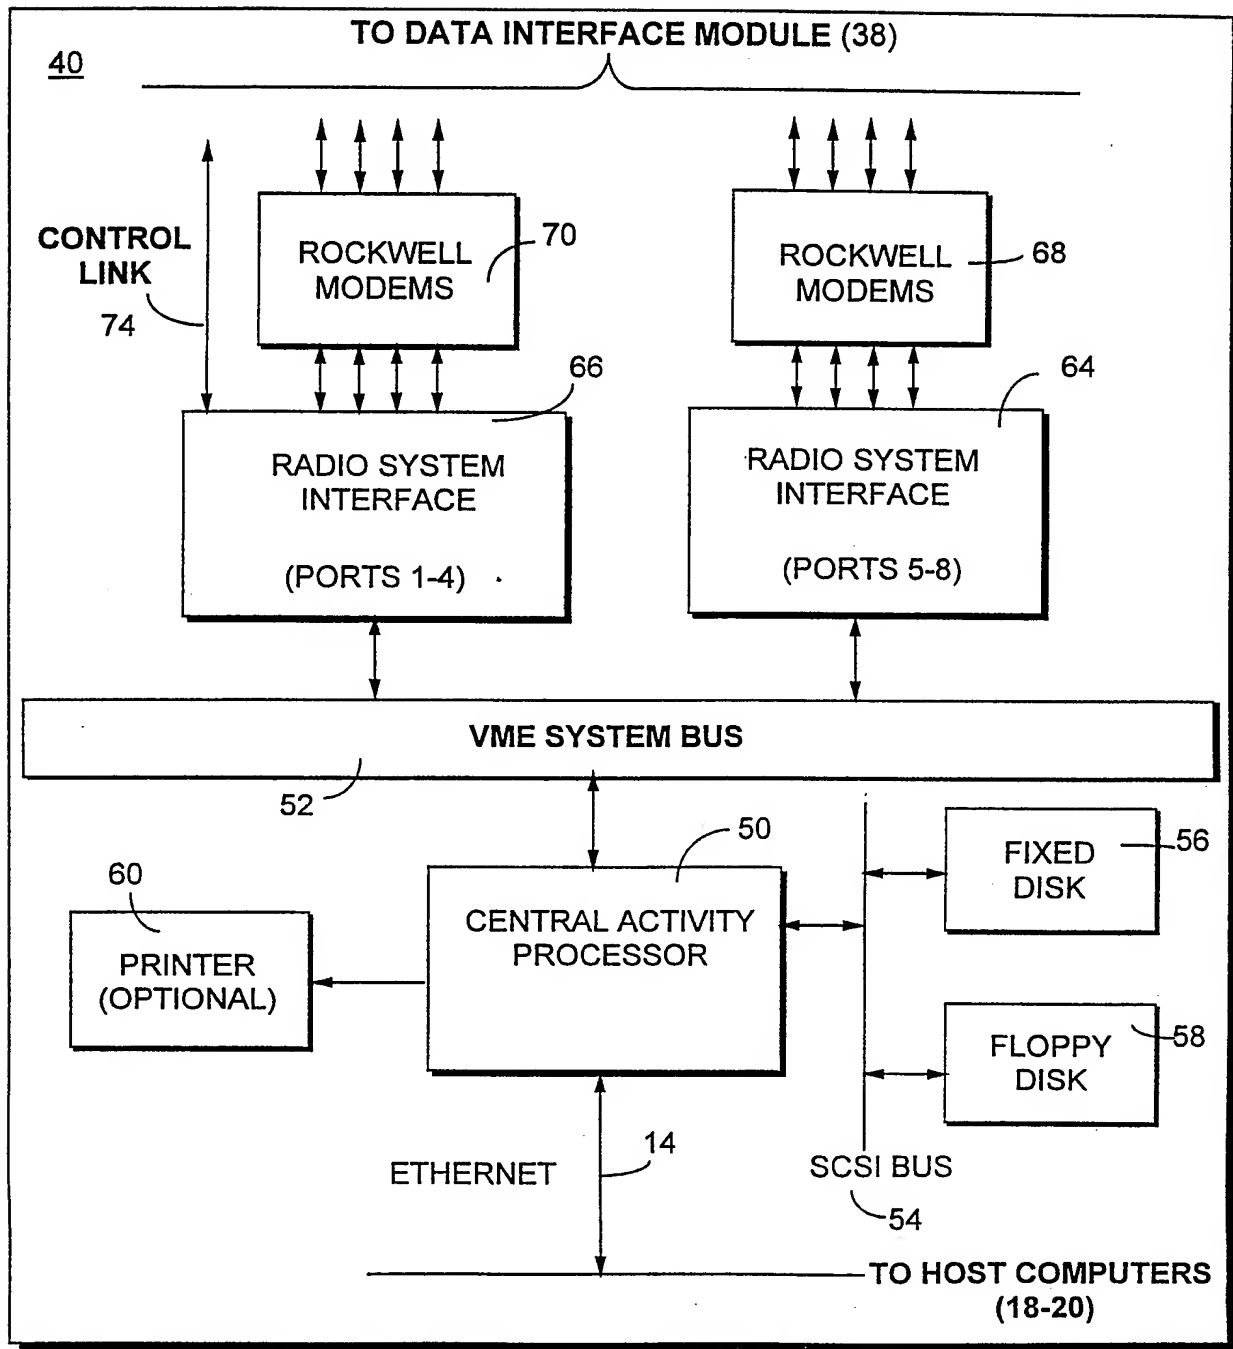 TO DATA INTERFACE MODULE (38)
40
CONTROL
LINK
74
ROCKWELL
MODEMS
70
ROCKWELL
MODEMS
68
66
RADIO SYSTEM
INTERFACE
(PORTS 1-4)
64
RADIO SYSTEM
INTERFACE
(PORTS 5-8)
VME SYSTEM BUS
52
50
CENTRAL ACTIVITY
PROCESSOR
60
PRINTER
(OPTIONAL)
FIXED
DISK
56
FLOPPY
DISK
58
ETHERNET
14
SCSI BUS
54
TO HOST COMPUTERS
(18-20)